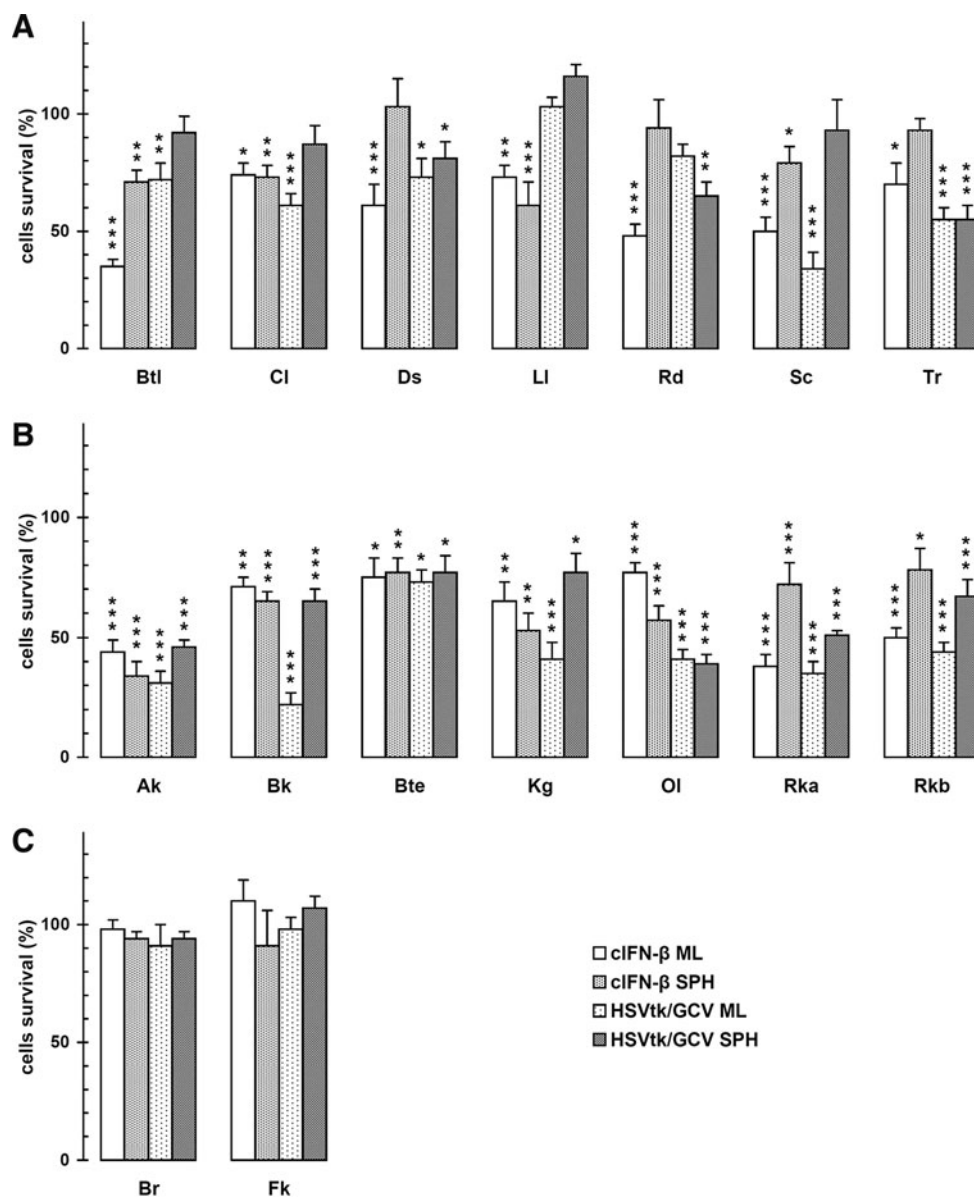 A
cells survival (%)
100
50
0
** ** ** ***
* ** ***
*** * *
** ***
*** **
*** * ***
* *** ***
Btl Cl Ds Ll Rd Sc Tr
B
cells survival (%)
100
50
0
*** *** *** ***
** *** *** ***
* ** * *
** ** *** *
*** *** *** ***
*** *** *** ***
*** * *** ***
Ak Bk Bte Kg Ol Rka Rkb
C
cells survival (%)
100
50
0
Br Fk
cIFN-β ML
cIFN-β SPH
HSVtk/GCV ML
HSVtk/GCV SPH